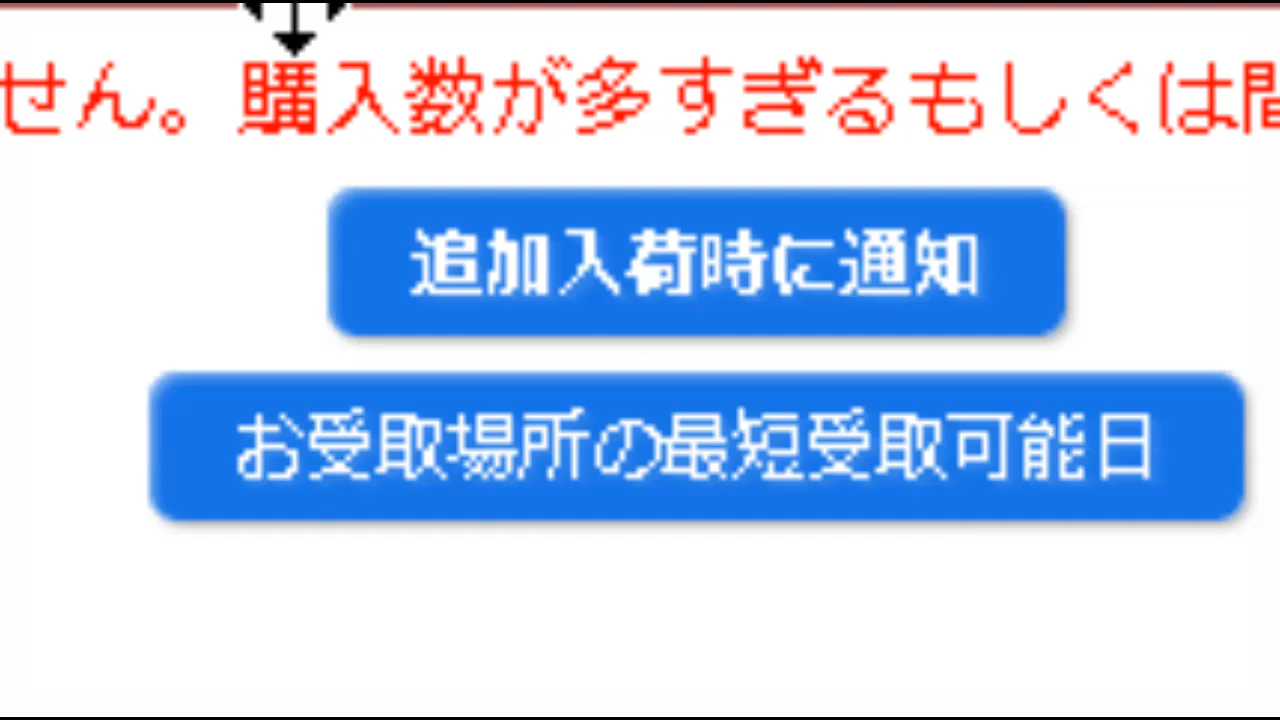 せん。購入数が多すぎるもしくは間
追加入荷時に通知
お受取場所の最短受取可能日